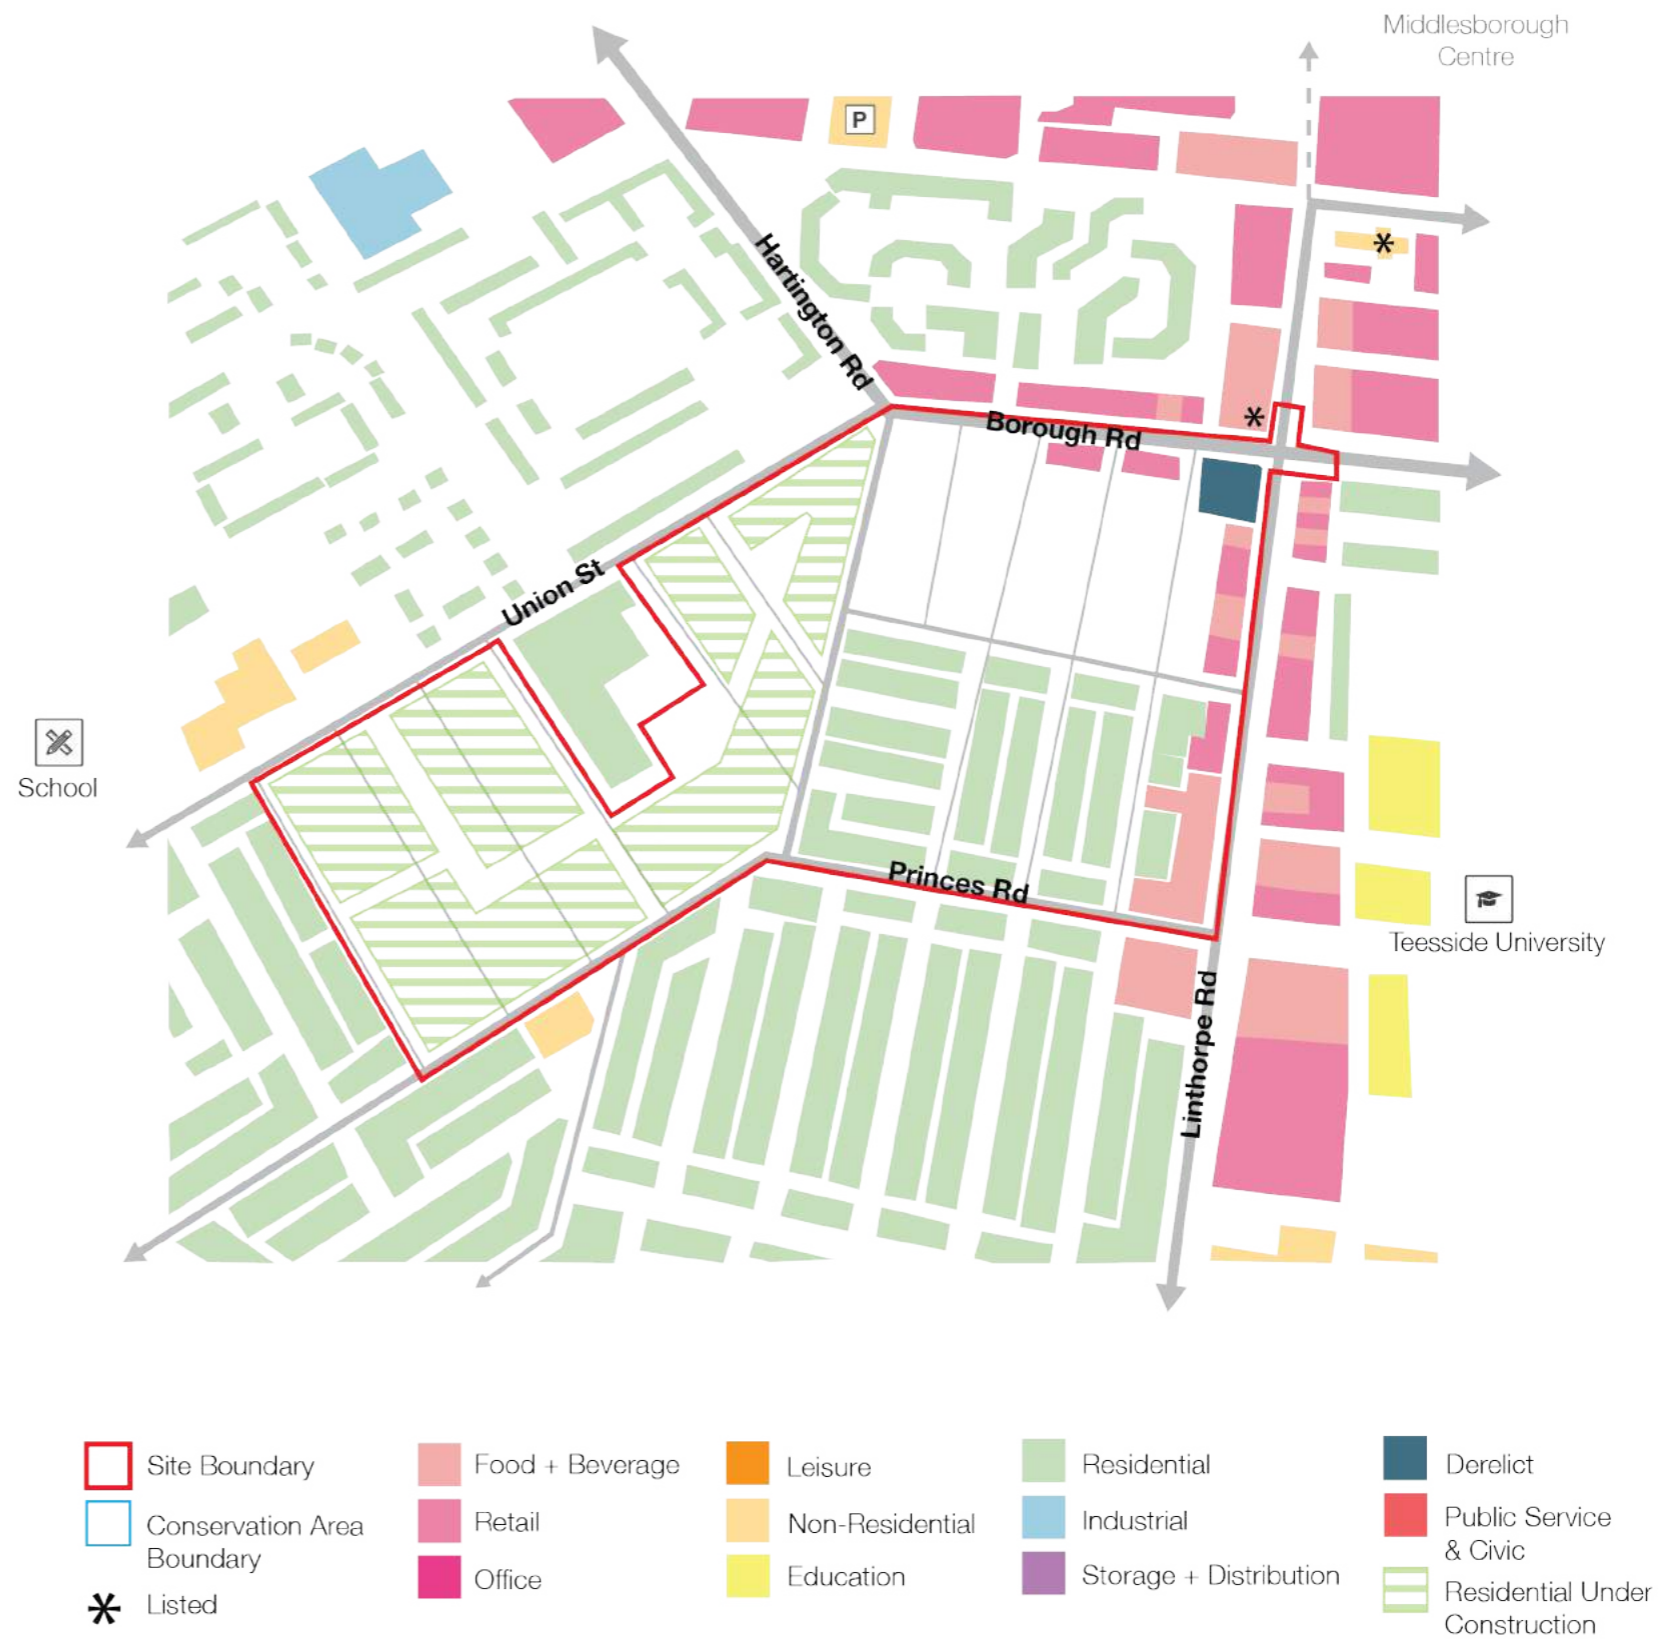 Middlesborough
Centre
P
Hartington Rd
Borough Rd
Union St
School
Princes Rd
Teesside University
Linthorpe Rd
Site Boundary
Conservation Area
Boundary
Listed
Food + Beverage
Retail
Office
Leisure
Non-Residential
Education
Residential
Industrial
Storage + Distribution
Derelict
Public Service
& Civic
Residential Under
Construction